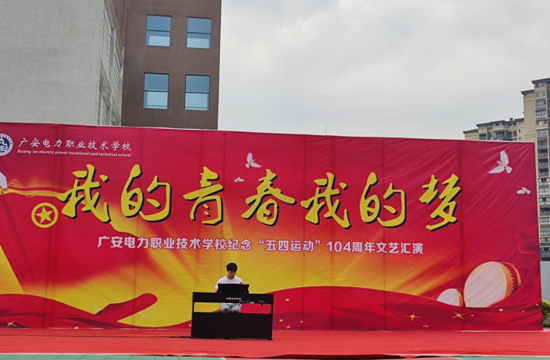 广安电力职业技术学校
Guang 'an electric power vocational and technical school
我的青春我的梦
广安电力职业技术学校纪念“五四运动”104周年文艺汇演